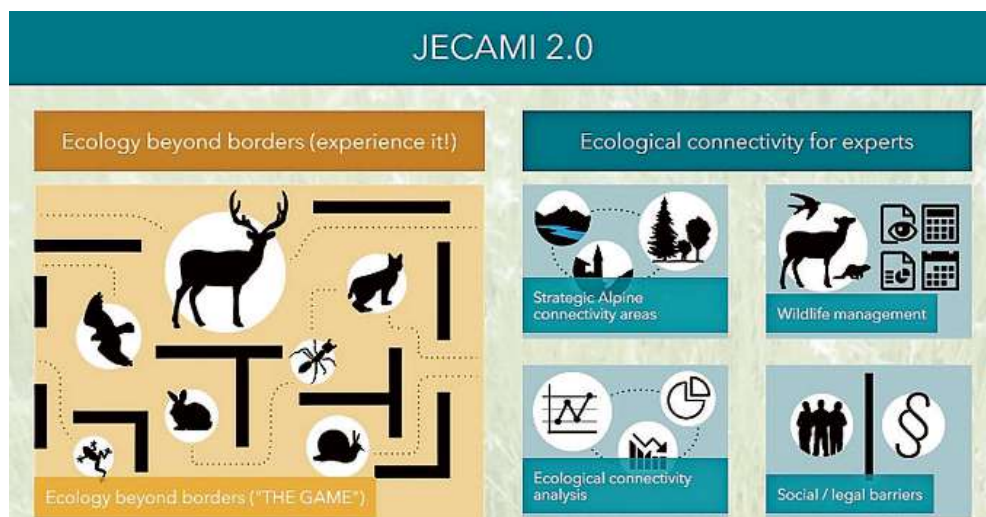 JECAMI 2.0
Ecology beyond borders (experience it!)
Ecology beyond borders ("THE GAME")
Ecological connectivity for experts
Strategic Alpine
connectivity areas
Wildlife management
Ecological connectivity
analysis
Social / legal barriers
§